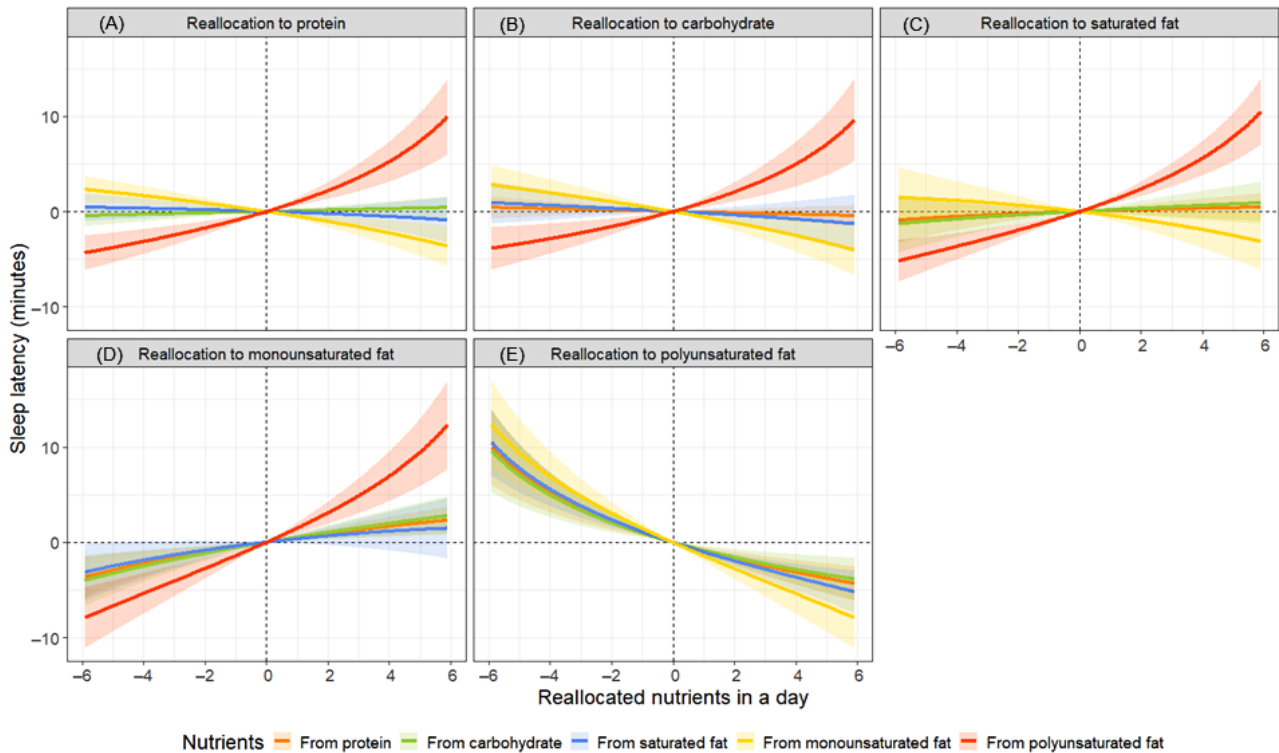 (A) Reallocation to protein
(B) Reallocation to carbohydrate
(C) Reallocation to saturated fat
10
0
−10
−6 −4 −2 0 2 4 6
Sleep latency (minutes)
(D) Reallocation to monounsaturated fat
(E) Reallocation to polyunsaturated fat
10
0
−10
−6 −4 −2 0 2 4 6
−6 −4 −2 0 2 4 6
Reallocated nutrients in a day
Nutrients From protein From carbohydrate From saturated fat From monounsaturated fat From polyunsaturated fat